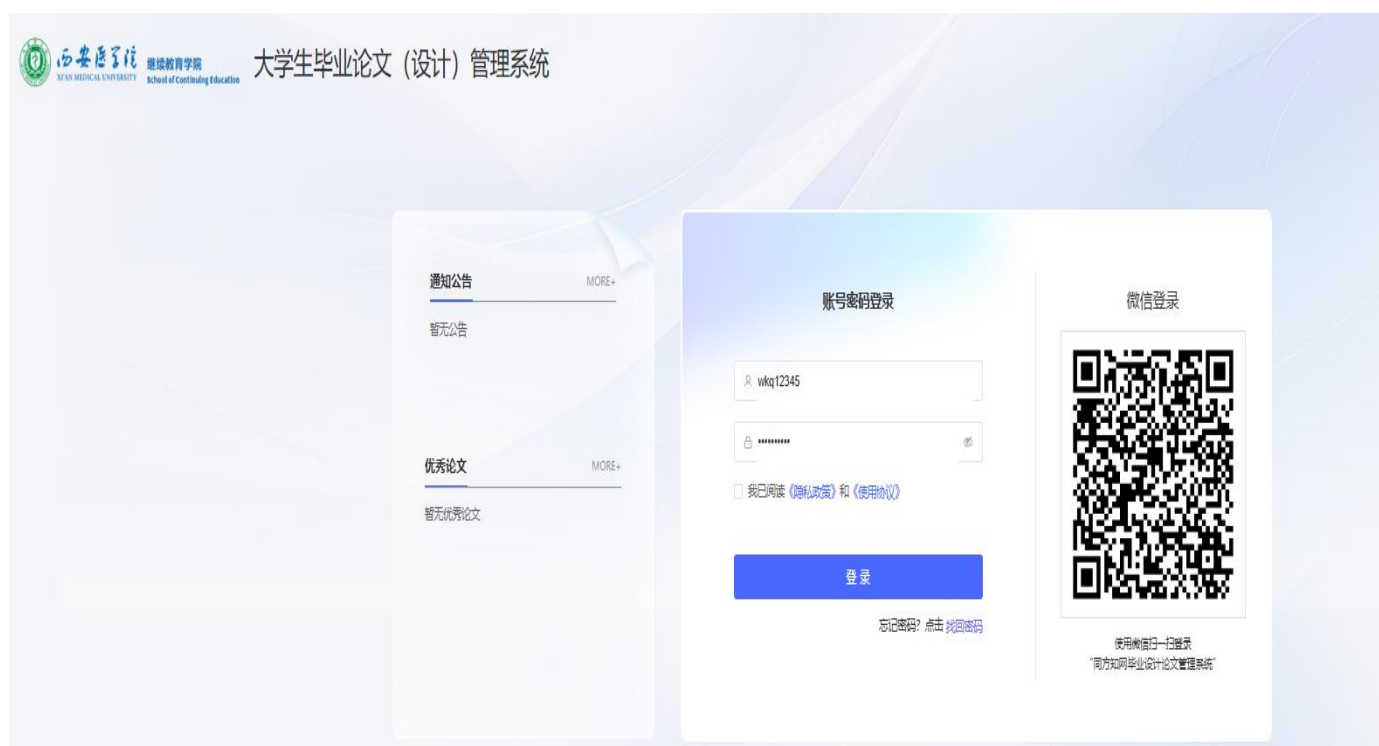 西安医学院
XI'AN MEDICAL UNIVERSITY
继续教育学院
School of Continuing Education
大学生毕业论文（设计）管理系统
通知公告 MORE+
暂无公告
优秀论文 MORE+
暂无优秀论文
账号密码登录
wkq12345
••••••••••
我已阅读《隐私政策》和《使用协议》
登 录
忘记密码？点击 找回密码
微信登录
使用微信扫一扫登录
"同方知网毕业设计论文管理系统"